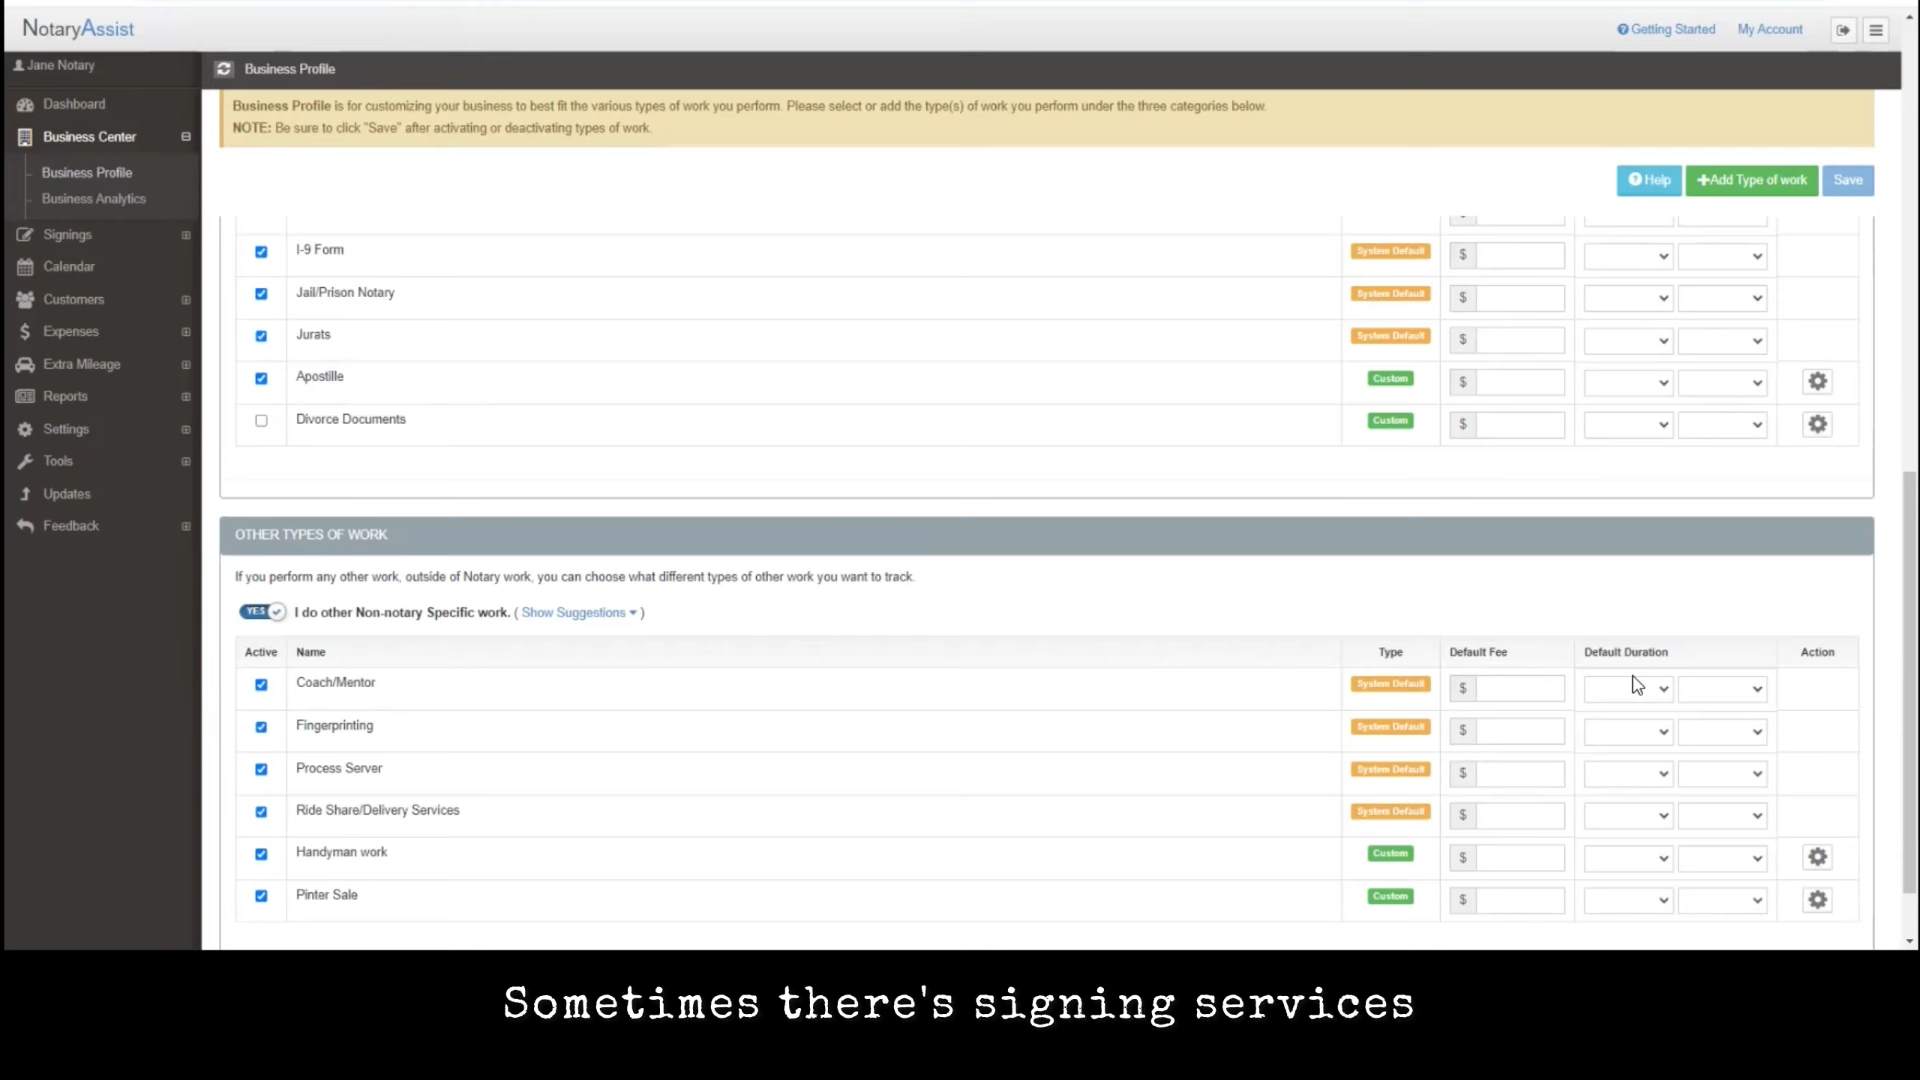 NotaryAssist
Getting Started
My Account
Jane Notary
Business Profile
Dashboard
Business Center
Business Profile
Business Analytics
Signings
Calendar
Customers
Expenses
Extra Mileage
Reports
Settings
Tools
Updates
Feedback
Business Profile is for customizing your business to best fit the various types of work you perform. Please select or add the type(s) of work you perform under the three categories below.
NOTE: Be sure to click "Save" after activating or deactivating types of work.
Help
+Add Type of work
Save
I-9 Form System Default $
Jail/Prison Notary System Default $
Jurats System Default $
Apostille Custom $
Divorce Documents Custom $
OTHER TYPES OF WORK
If you perform any other work, outside of Notary work, you can choose what different types of other work you want to track.
YES I do other Non-notary Specific work. ( Show Suggestions )
Active Name Type Default Fee Default Duration Action
Coach/Mentor System Default $
Fingerprinting System Default $
Process Server System Default $
Ride Share/Delivery Services System Default $
Handyman work Custom $
Pinter Sale Custom $
Sometimes there's signing services